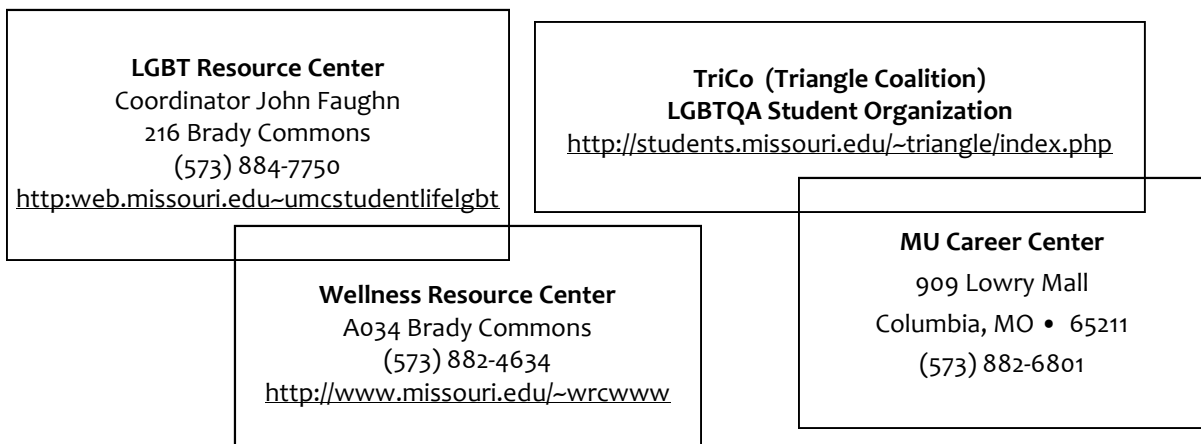 LGBT Resource Center
Coordinator John Faughn
216 Brady Commons
(573) 884-7750
http:web.missouri.edu~umcstudentlifelgbt
TriCo (Triangle Coalition)
LGBTQA Student Organization
http://students.missouri.edu/~triangle/index.php
Wellness Resource Center
A034 Brady Commons
(573) 882-4634
http://www.missouri.edu/~wrcwww
MU Career Center
909 Lowry Mall
Columbia, MO • 65211
(573) 882-6801